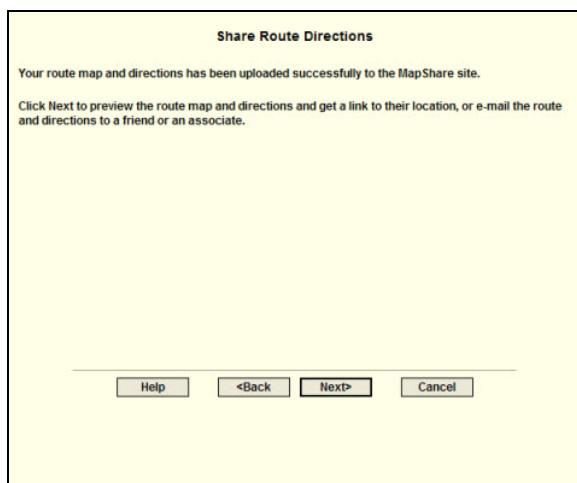 Share Route Directions
Your route map and directions has been uploaded successfully to the MapShare site.
Click Next to preview the route map and directions and get a link to their location, or e-mail the route
and directions to a friend or an associate.
Help <Back Next> Cancel